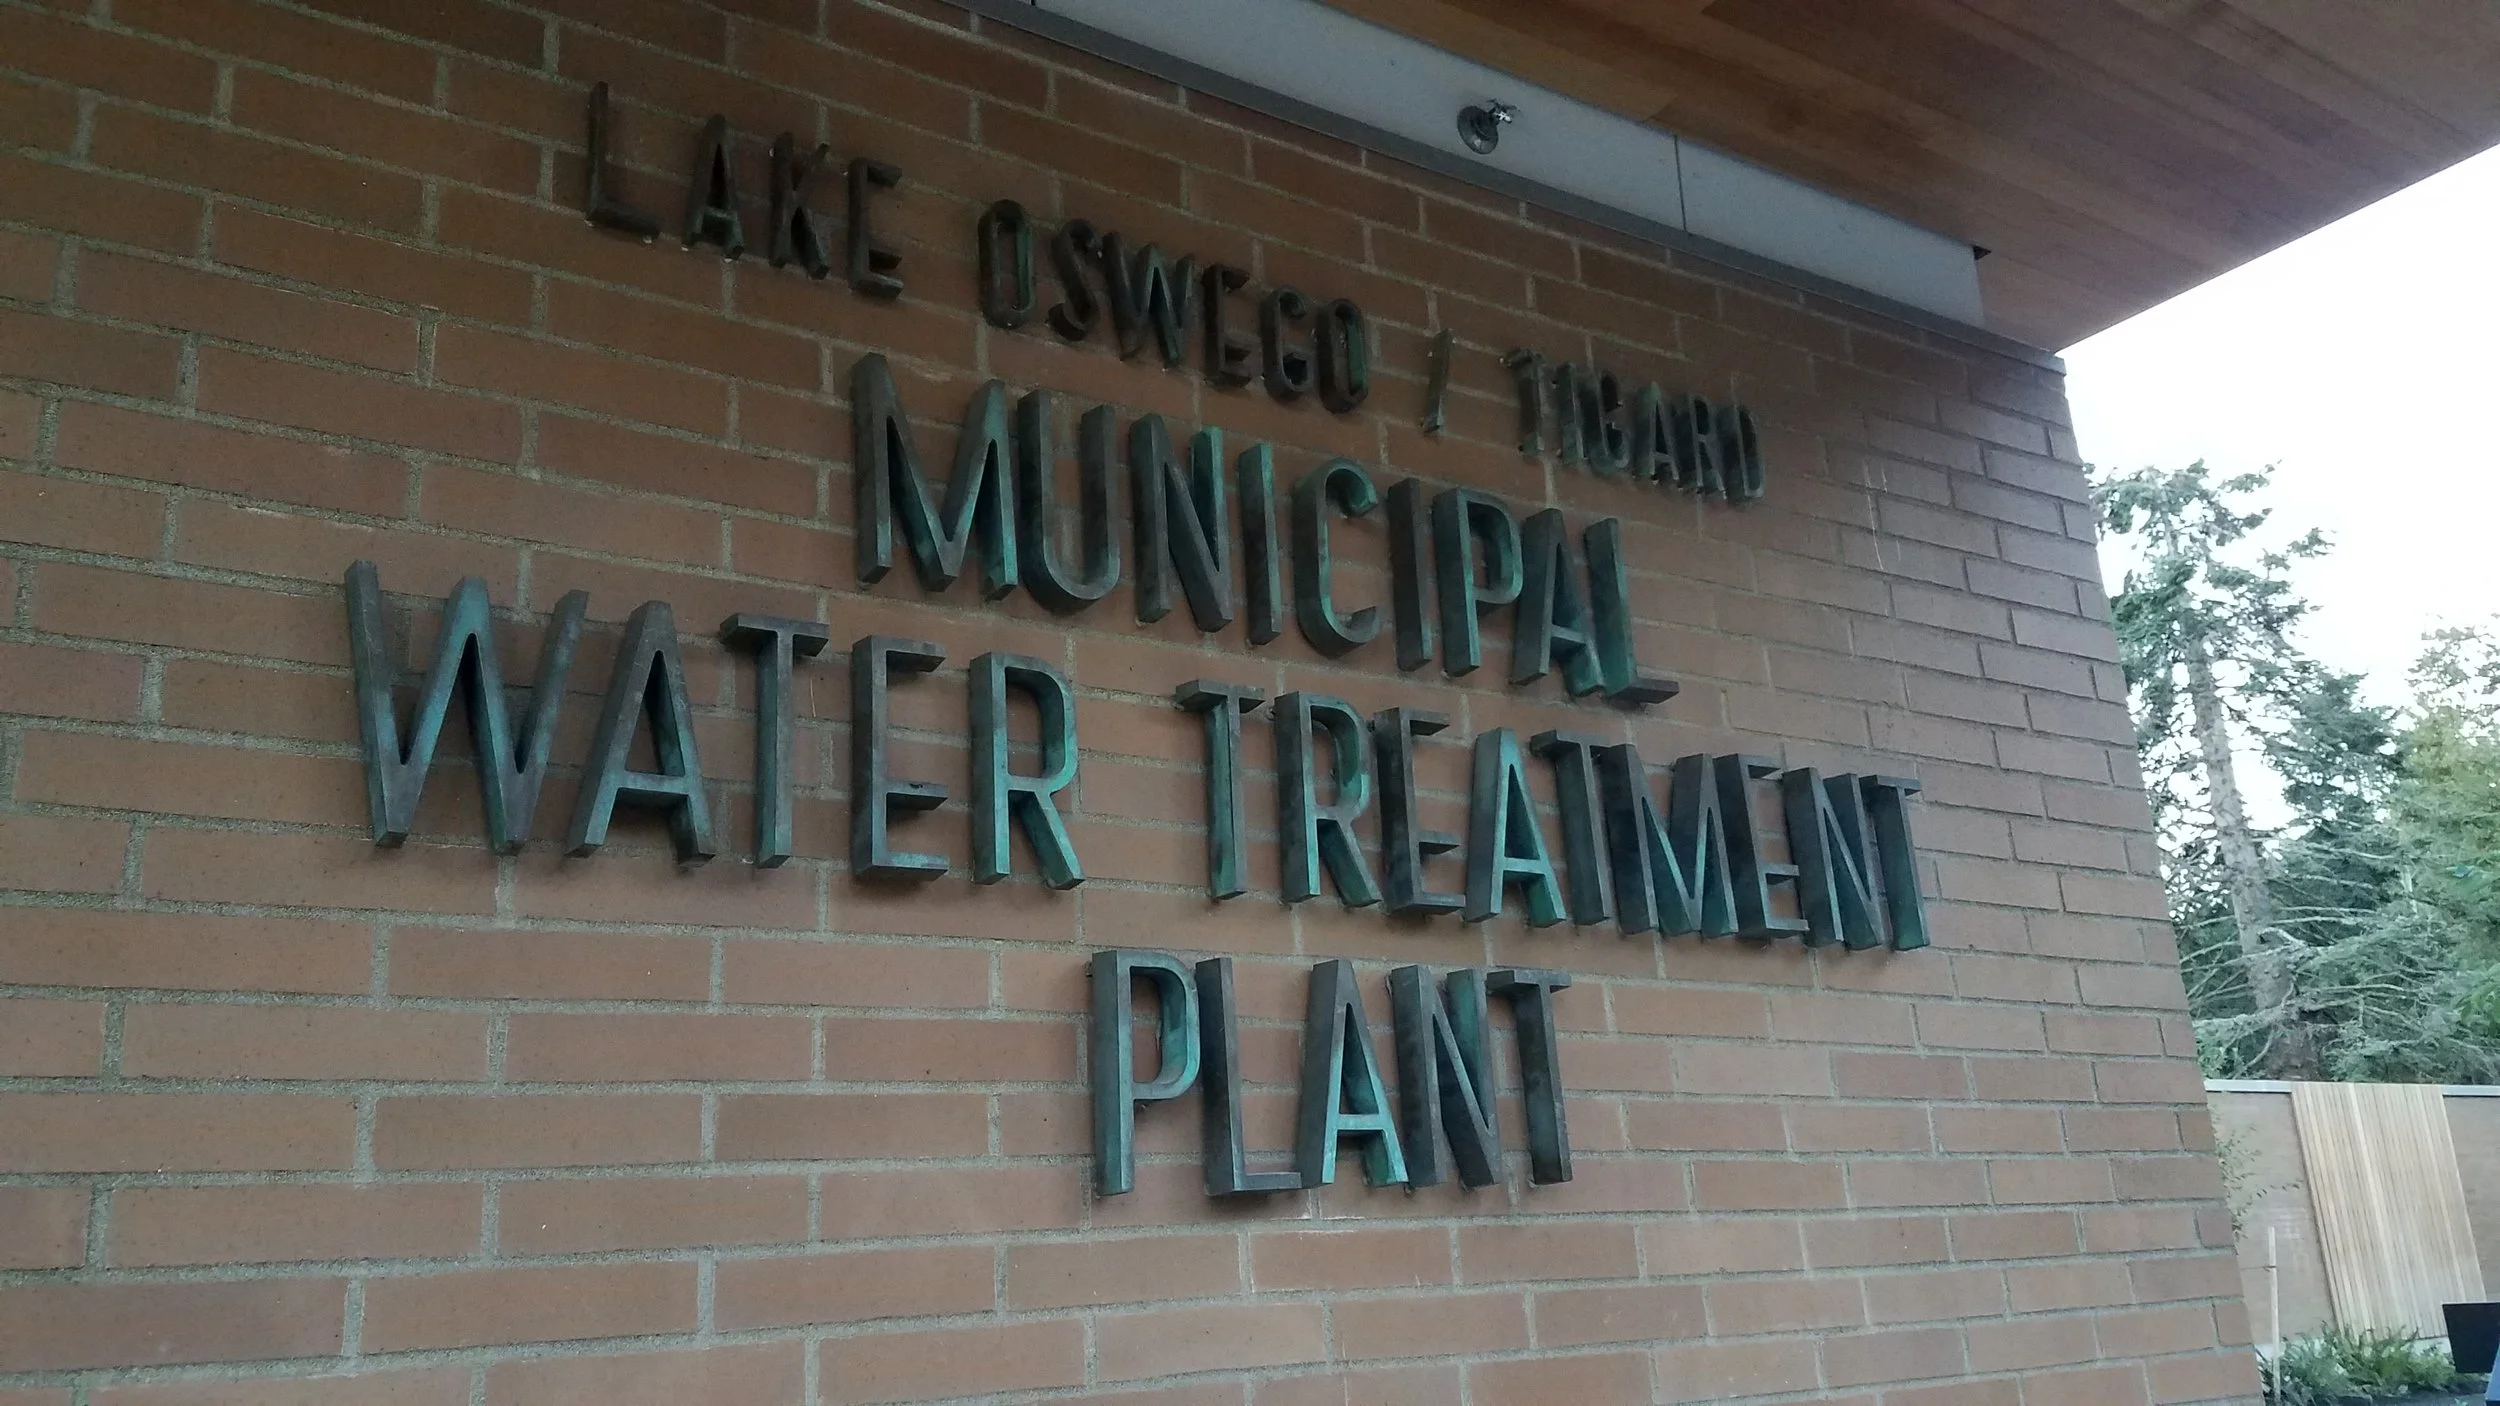 LAKE OSWEGO / TIGARD
MUNICIPAL
WATER TREATMENT
PLANT